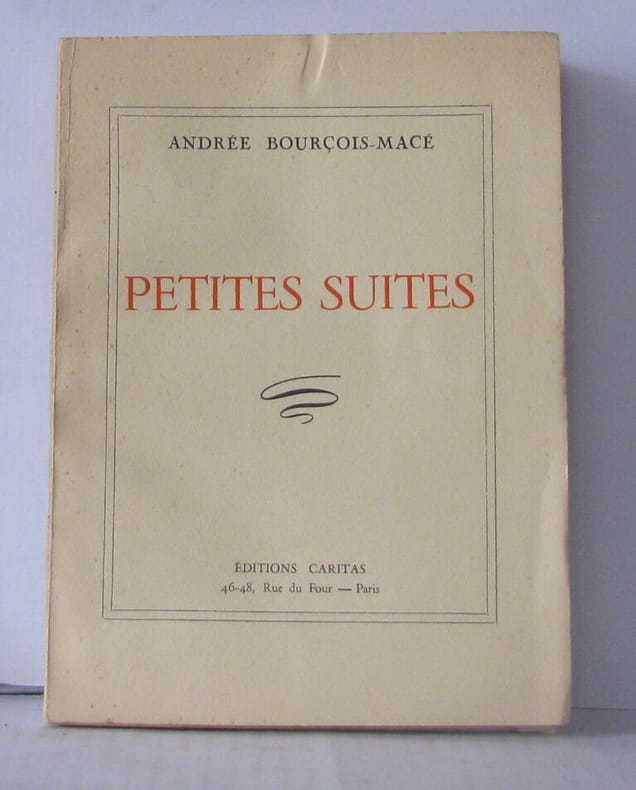 ANDRÉE BOURÇOIS-MACÉ
PETITES SUITES
ÉDITIONS CARITAS
46-48, Rue du Four — Paris